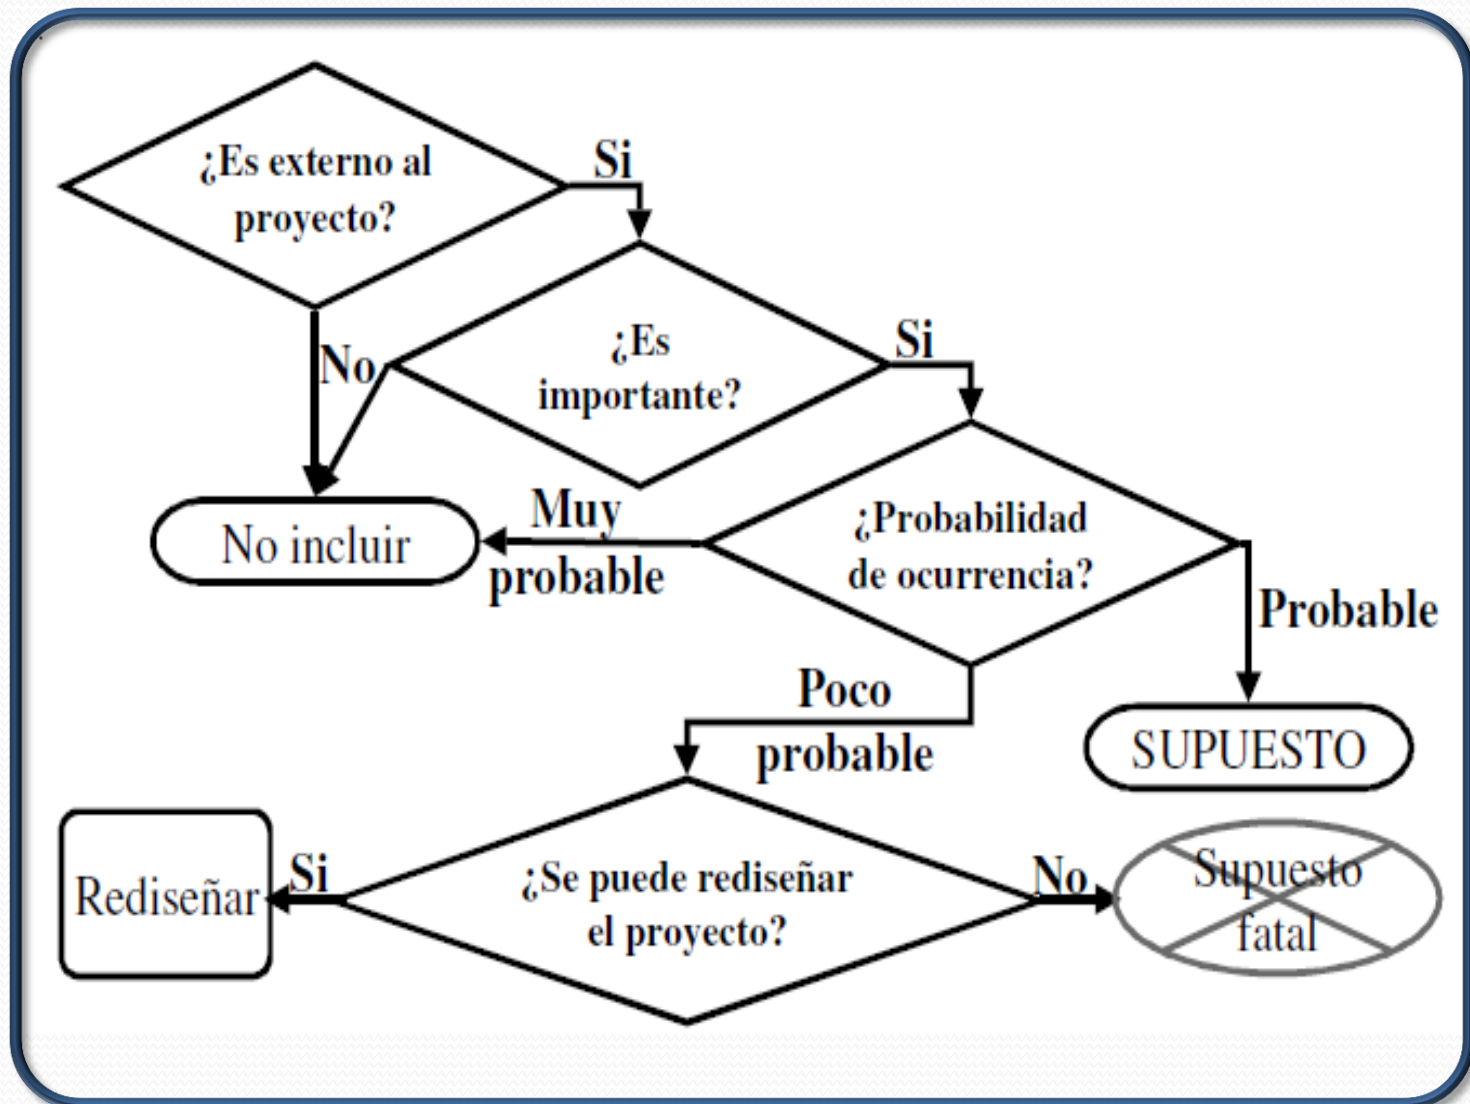 ¿Es externo al
proyecto?
Si
No
¿Es
importante?
Si
No incluir
Muy
probable
¿Probabilidad
de ocurrencia?
Probable
SUPUESTO
Poco
probable
¿Se puede rediseñar
el proyecto?
Si
Rediseñar
No
Supuesto
fatal